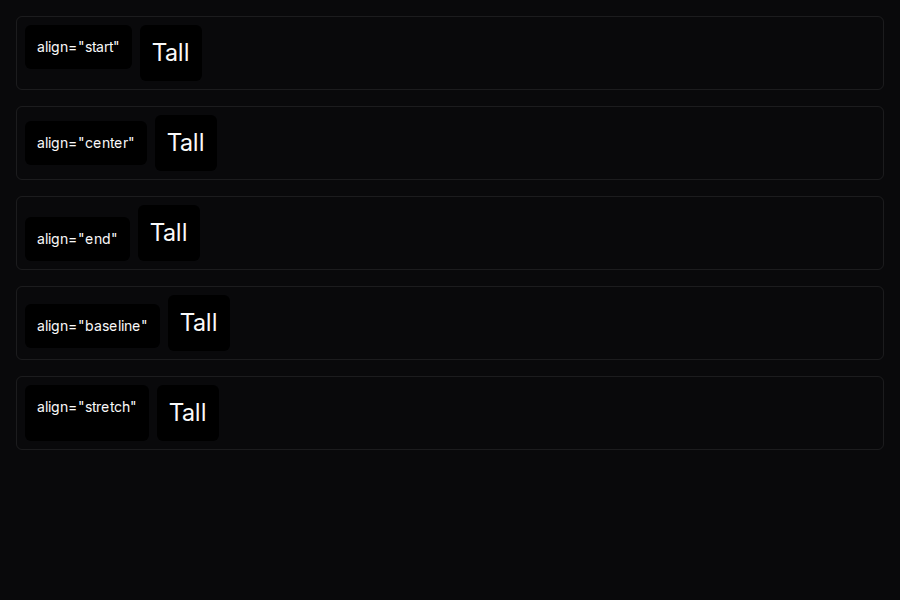 align="start" Tall
align="center" Tall
align="end" Tall
align="baseline" Tall
align="stretch" Tall